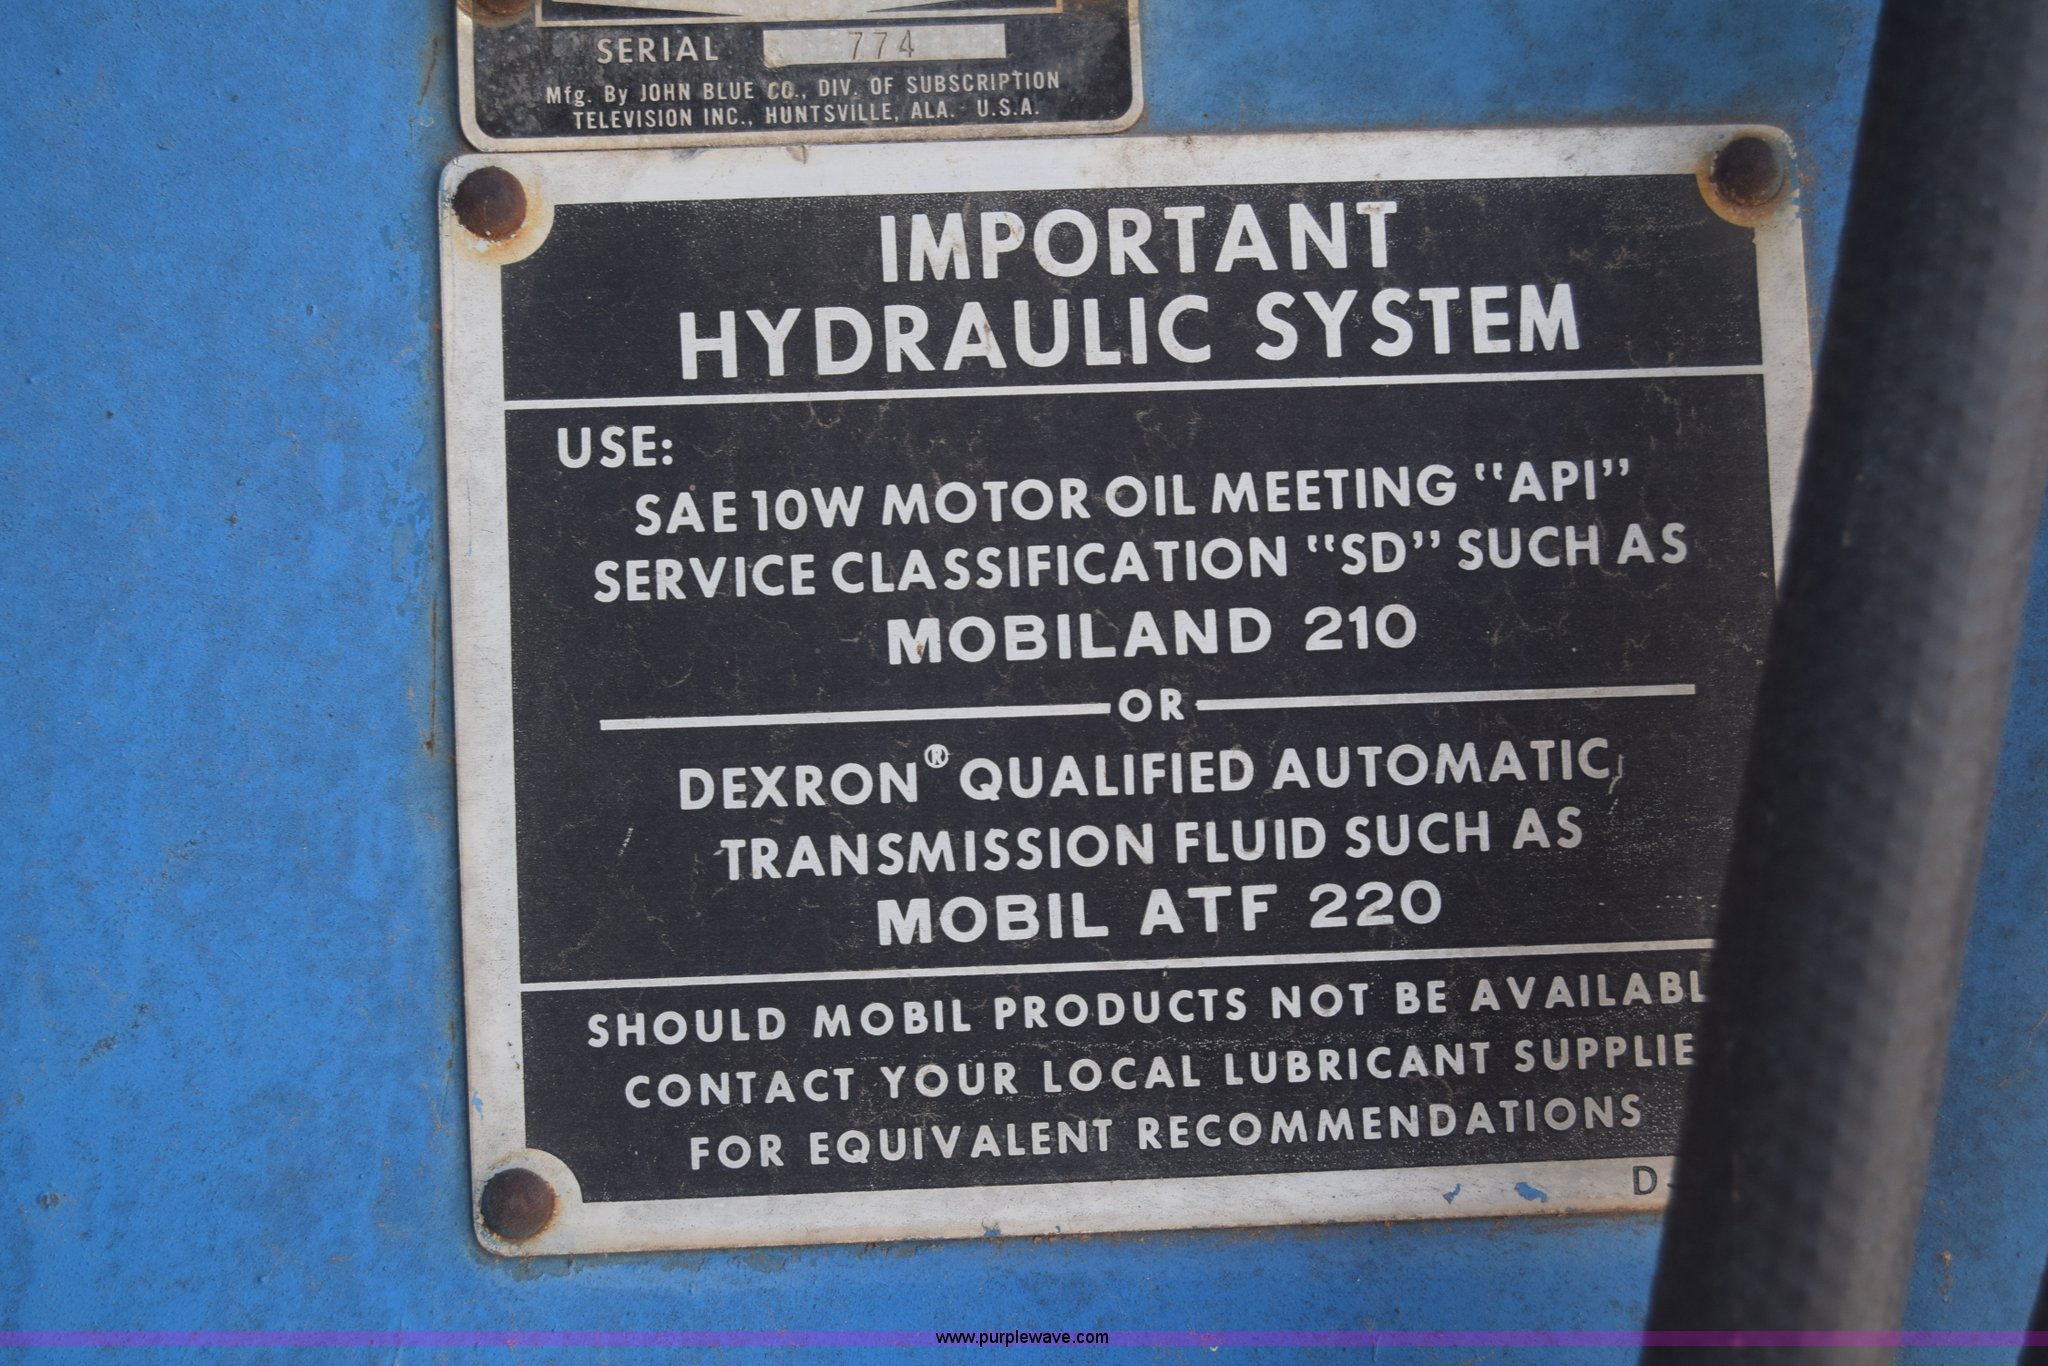 SERIAL 774
Mfg. By JOHN BLUE CO., DIV. OF SUBSCRIPTION
TELEVISION INC., HUNTSVILLE, ALA. U.S.A.
IMPORTANT
HYDRAULIC SYSTEM
USE:
SAE 10W MOTOR OIL MEETING "API"
SERVICE CLASSIFICATION "SD" SUCH AS
MOBILAND 210
OR
DEXRON® QUALIFIED AUTOMATIC
TRANSMISSION FLUID SUCH AS
MOBIL ATF 220
SHOULD MOBIL PRODUCTS NOT BE AVAILABL
CONTACT YOUR LOCAL LUBRICANT SUPPLIE
FOR EQUIVALENT RECOMMENDATIONS
D
www.purplewave.com